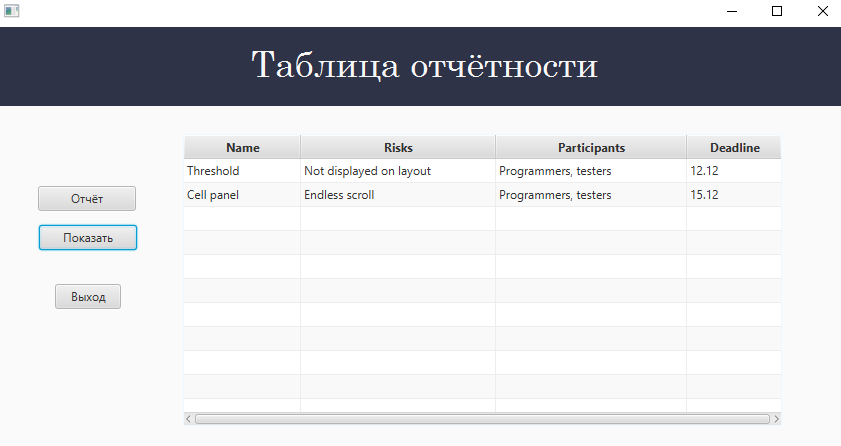 Таблица отчётности
Name Risks Participants Deadline
Threshold Not displayed on layout Programmers, testers 12.12
Cell panel Endless scroll Programmers, testers 15.12
Отчёт
Показать
Выход